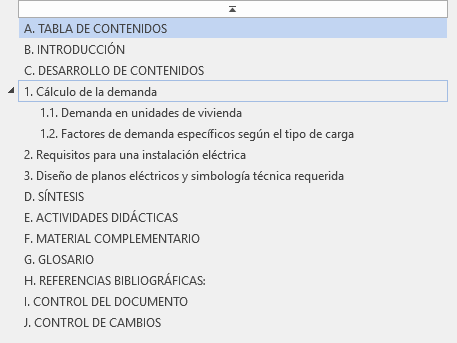 A. TABLA DE CONTENIDOS
B. INTRODUCCIÓN
C. DESARROLLO DE CONTENIDOS
1. Cálculo de la demanda
1.1. Demanda en unidades de vivienda
1.2. Factores de demanda específicos según el tipo de carga
2. Requisitos para una instalación eléctrica
3. Diseño de planos eléctricos y simbología técnica requerida
D. SÍNTESIS
E. ACTIVIDADES DIDÁCTICAS
F. MATERIAL COMPLEMENTARIO
G. GLOSARIO
H. REFERENCIAS BIBLIOGRÁFICAS:
I. CONTROL DEL DOCUMENTO
J. CONTROL DE CAMBIOS